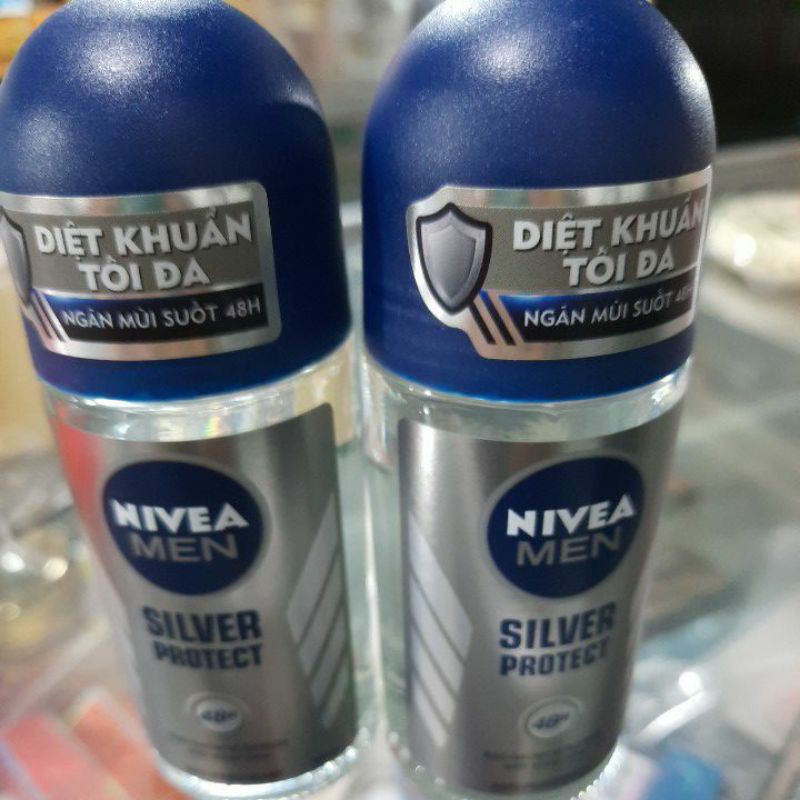 DIỆT KHUẨN
TỐI ĐA
NGĂN MÙI SUỐT 48H
NIVEA
MEN
SILVER
PROTECT
48H
DIỆT KHUẨN
TỐI ĐA
NGĂN MÙI SUỐT 48H
NIVEA
MEN
SILVER
PROTECT
48H